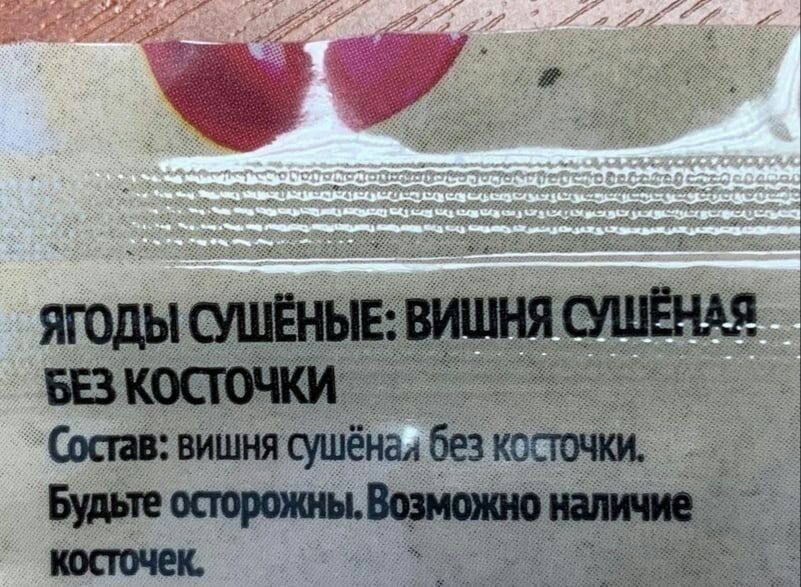 ЯГОДЫ СУШЁНЫЕ: ВИШНЯ СУШЁНАЯ
БЕЗ КОСТОЧКИ
Состав: вишня сушёная без косточки.
Будьте осторожны. Возможно наличие
косточек.